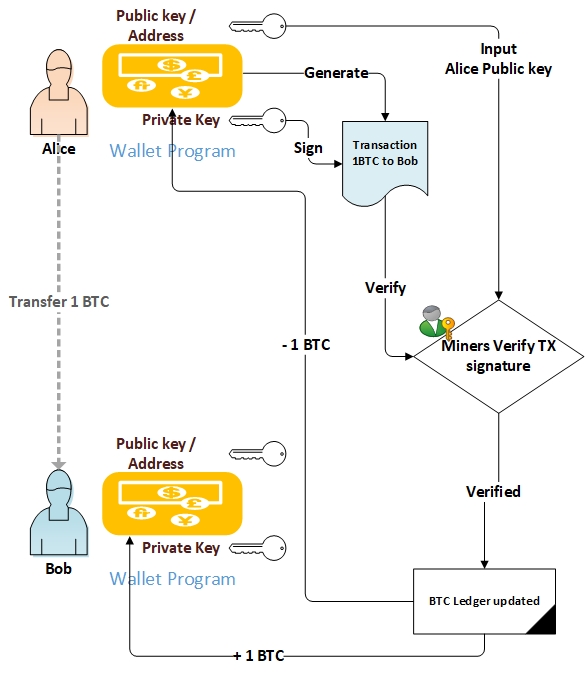 Public key /
Address
Input
Alice Public key
Generate
Private Key
Alice
Wallet Program
Sign
Transaction
1BTC to Bob
Verify
Transfer 1 BTC
- 1 BTC
Miners Verify TX
signature
Public key /
Address
Verified
Private Key
Bob
Wallet Program
BTC Ledger updated
+ 1 BTC